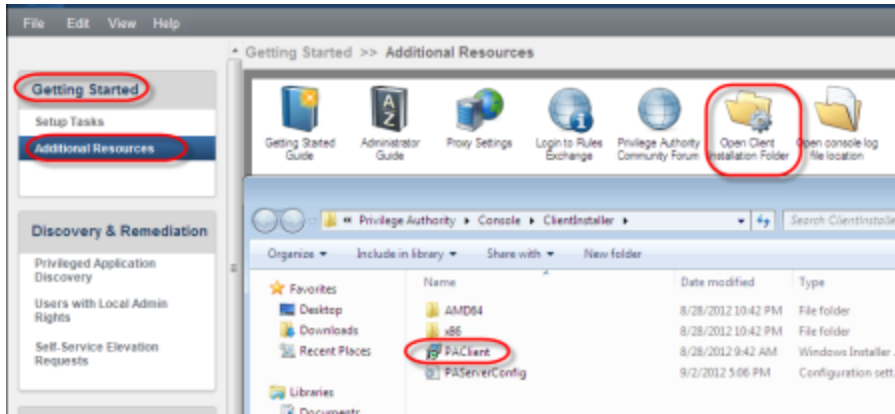 File Edit View Help
Getting Started >> Additional Resources
Getting Started
Setup Tasks
Additional Resources
Discovery & Remediation
Privileged Application
Discovery
Users with Local Admin
Rights
Self-Service Elevation
Requests
Getting Started
Guide
Administrator
Guide
Proxy Settings
Login to Rules
Exchange
Privilege Authority
Community Forum
Open Client
Installation Folder
Open console log
file location
Privilege Authority Console ClientInstaller
Search ClientInstalle
Organize Include in library Share with New folder
Name Date modified Type
Favorites
Desktop
Downloads
Recent Places
Libraries
Documents
AMD64 8/28/2012 10:42 PM File folder
x86 8/28/2012 10:42 PM File folder
PAClient 8/28/2012 9:42 AM Windows Installer
PAServerConfig 9/2/2012 5:06 PM Configuration sett